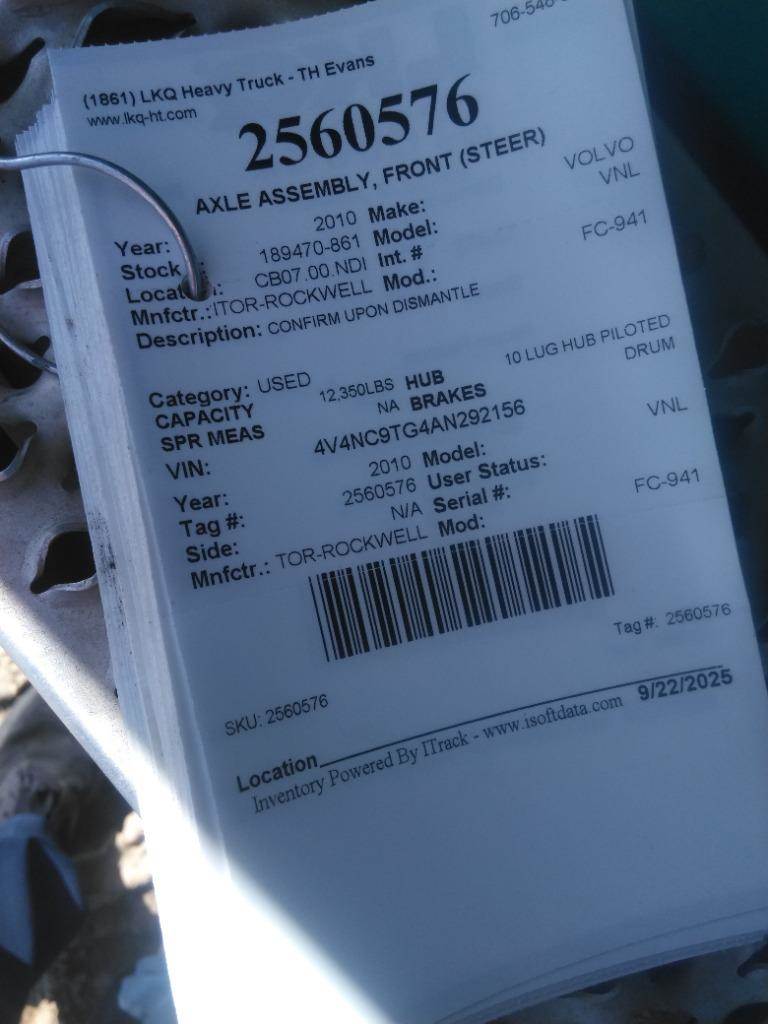 706-546-
(1861) LKQ Heavy Truck - TH Evans
www.lkq-ht.com
2560576
AXLE ASSEMBLY, FRONT (STEER)
Year: 2010 Make: VOLVO
Stock 189470-861 Model: VNL
Locat : CB07.00.NDI Int. #
Mnfctr.: ITOR-ROCKWELL Mod.: FC-941
Description: CONFIRM UPON DISMANTLE
Category: USED
CAPACITY 12,350LBS HUB 10 LUG HUB PILOTED
SPR MEAS NA BRAKES DRUM
VIN: 4V4NC9TG4AN292156
Year: 2010 Model: VNL
Tag #: 2560576 User Status:
Side: N/A Serial #:
Mnfctr.: TOR-ROCKWELL Mod: FC-941
Tag #: 2560576
SKU: 2560576
Location 9/22/2025
Inventory Powered By ITrack - www.isoftdata.com